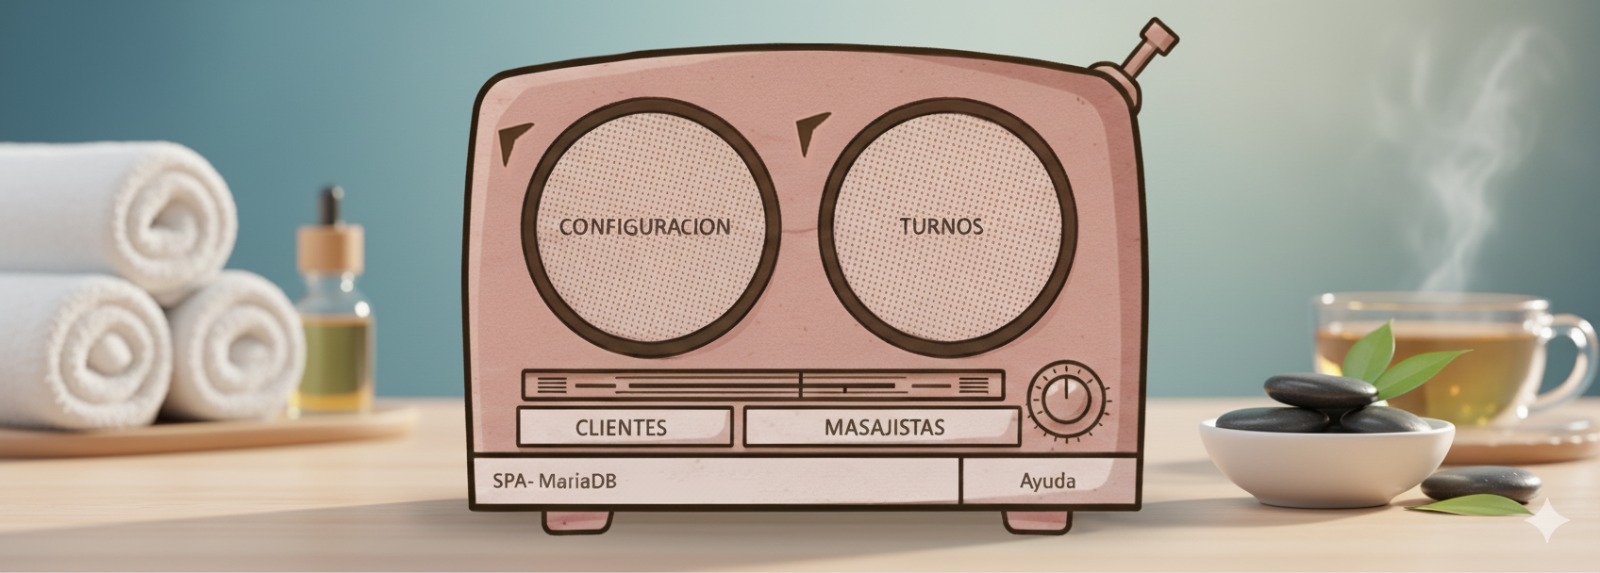 CONFIGURACION
TURNOS
CLIENTES
MASAJISTAS
SPA- MariaDB
Ayuda